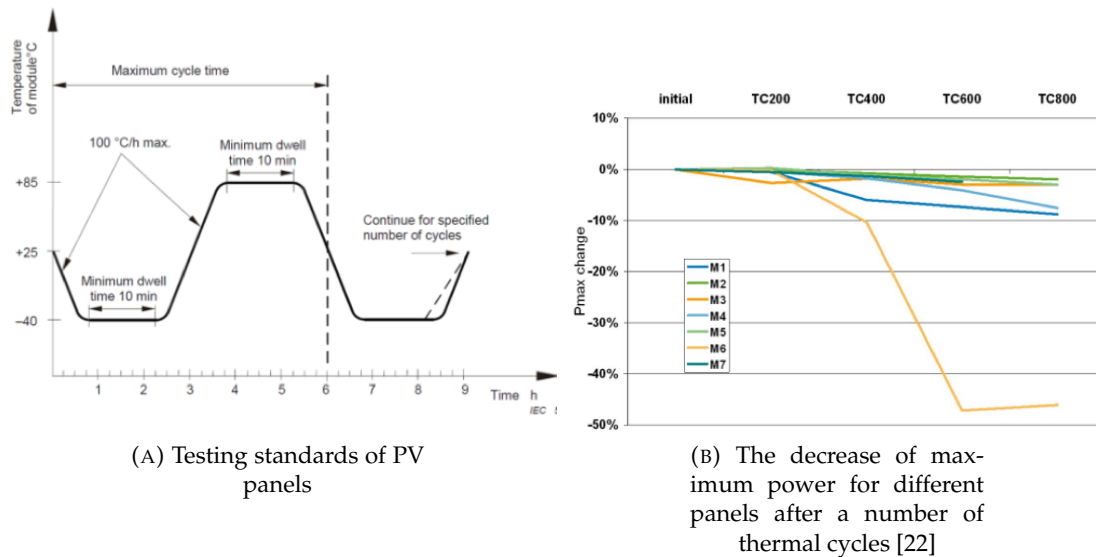 Temperature
of module°C
Maximum cycle time
100 °C/h max.
Minimum dwell
time 10 min
+85
Continue for specified
number of cycles
+25
Minimum dwell
time 10 min
–40
1 2 3 4 5 6 7 8 9
Time h
IEC
(A) Testing standards of PV
panels
initial TC200 TC400 TC600 TC800
10%
0%
-10%
-20%
-30%
-40%
-50%
Pmax change
M1
M2
M3
M4
M5
M6
M7
(B) The decrease of max-
imum power for different
panels after a number of
thermal cycles [22]